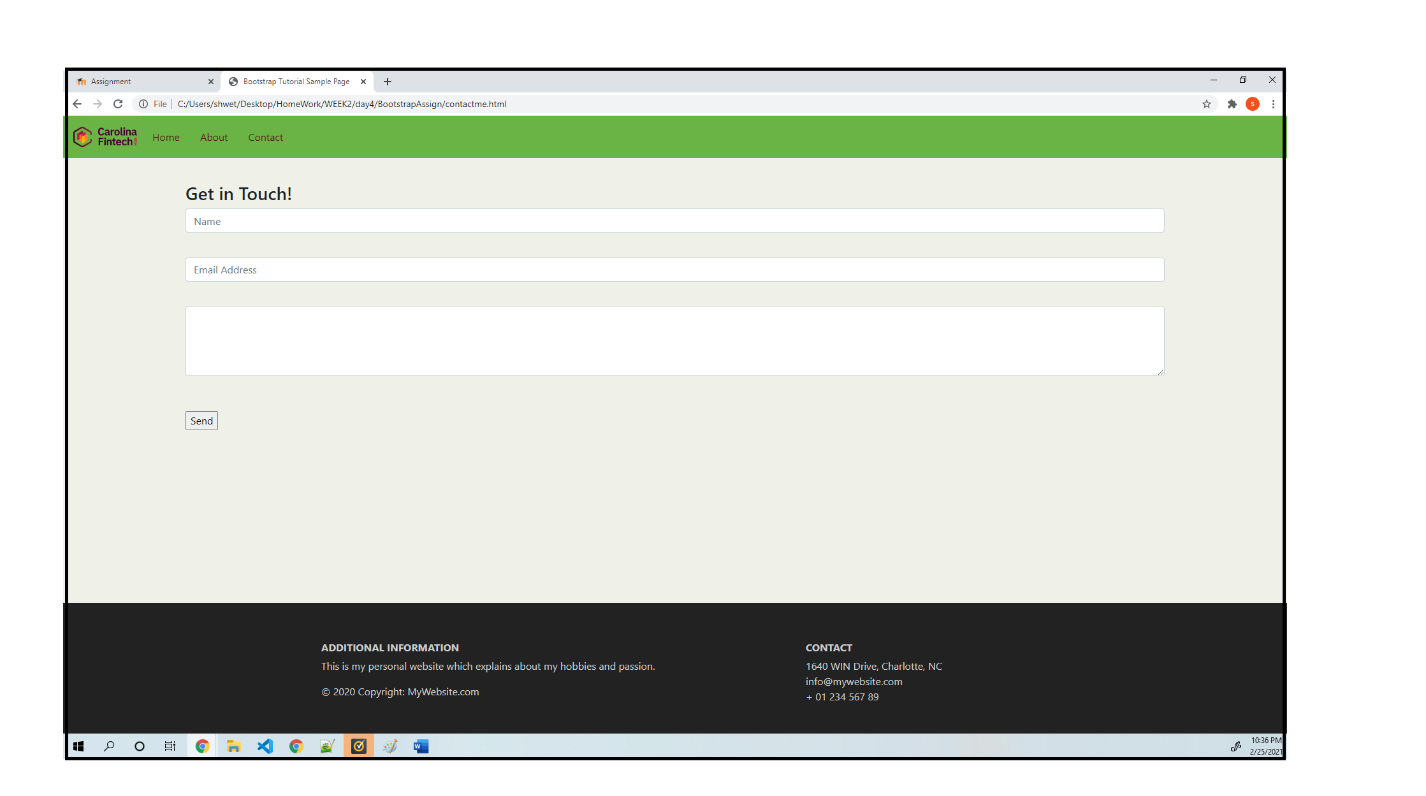 Assignment
Bootstrap Tutorial Sample Page
File
C:/Users/shwet/Desktop/HomeWork/WEEK2/day4/BootstrapAssign/contactme.html
s
Carolina
Fintech
Home About Contact
Get in Touch!
Name
Email Address
Send
ADDITIONAL INFORMATION
This is my personal website which explains about my hobbies and passion.
© 2020 Copyright: MyWebsite.com
CONTACT
1640 WIN Drive, Charlotte, NC
info@mywebsite.com
+ 01 234 567 89
10:36 PM
2/25/2021